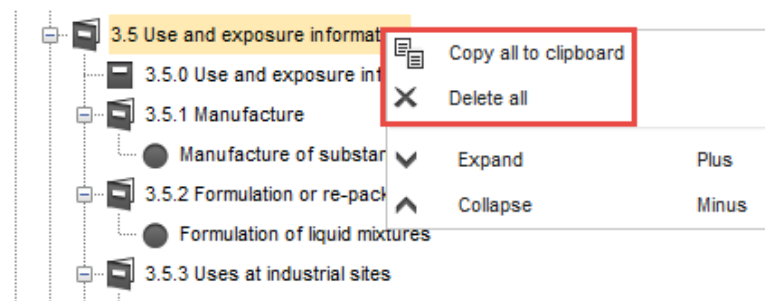 3.5 Use and exposure informat
Copy all to clipboard
3.5.0 Use and exposure inf
Delete all
3.5.1 Manufacture
Manufacture of substan
Expand Plus
3.5.2 Formulation or re-pack
Collapse Minus
Formulation of liquid mixtures
3.5.3 Uses at industrial sites